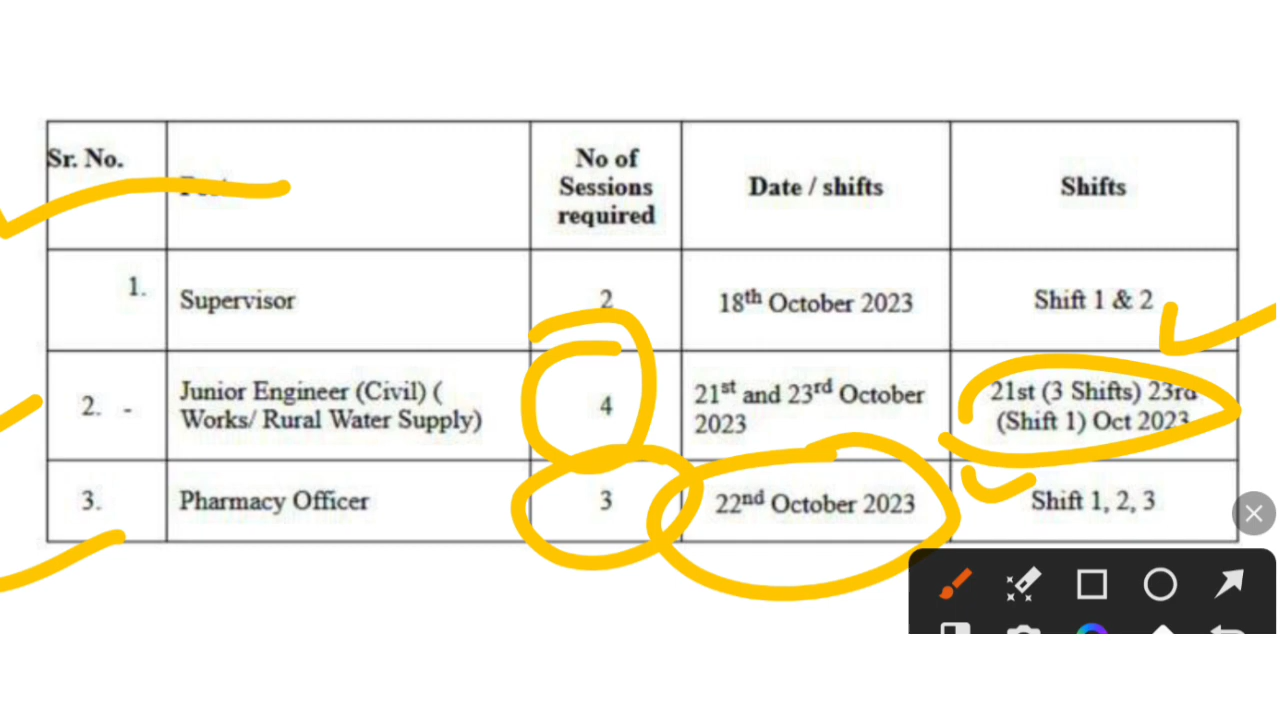 Sr. No.
No of
Sessions
required
Date / shifts
Shifts
1.
Supervisor
2
18th October 2023
Shift 1 & 2
2. -
Junior Engineer (Civil) (
Works/ Rural Water Supply)
4
21st and 23rd October
2023
21st (3 Shifts) 23rd
(Shift 1) Oct 2023
3.
Pharmacy Officer
3
22nd October 2023
Shift 1, 2, 3